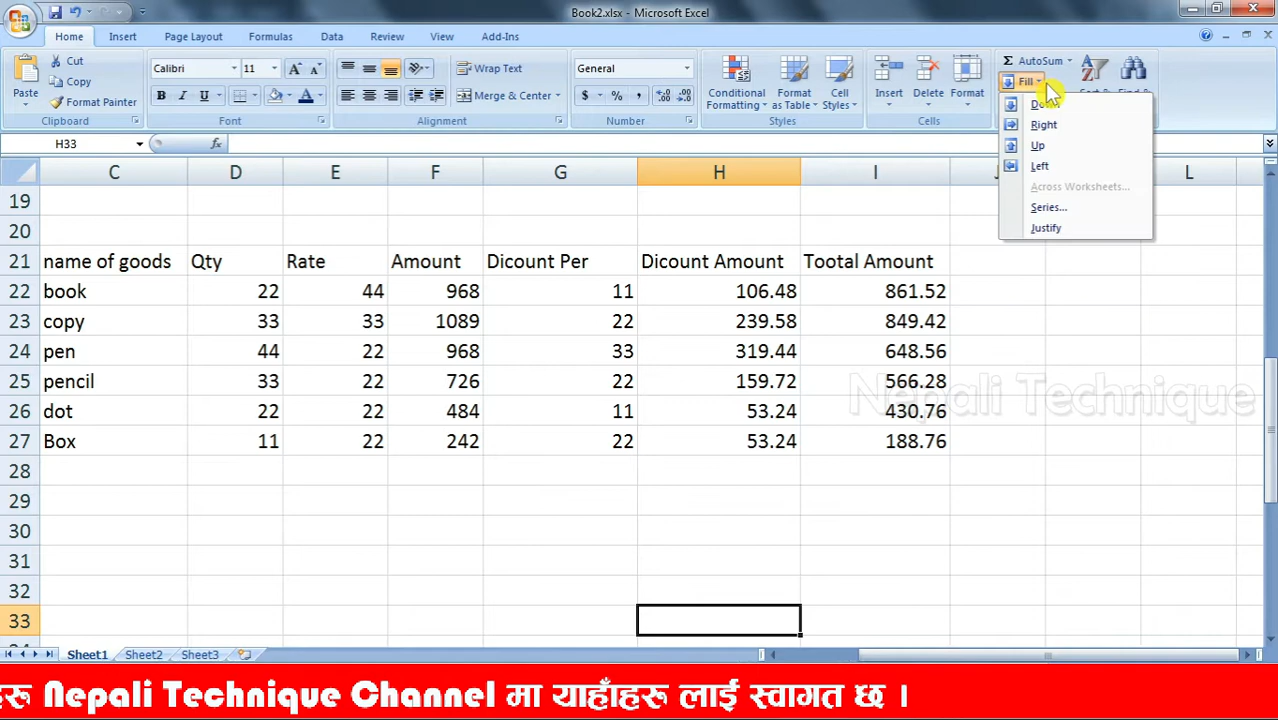 Book2.xlsx - Microsoft Excel
Home Insert Page Layout Formulas Data Review View Add-Ins
Paste
Cut
Copy
Format Painter
Clipboard
Calibri 11
B I U
Font
Wrap Text
Merge & Center
Alignment
General
$ % ,
Number
Conditional Formatting
Format as Table
Cell Styles
Styles
Insert Delete Format
Cells
Σ AutoSum
Fill
Right
Up
Left
Across Worksheets...
Series...
Justify
H33 fx
C D E F G H I L
19
20
21 name of goods Qty Rate Amount Dicount Per Dicount Amount Tootal Amount
22 book 22 44 968 11 106.48 861.52
23 copy 33 33 1089 22 239.58 849.42
24 pen 44 22 968 33 319.44 648.56
25 pencil 33 22 726 22 159.72 566.28
26 dot 22 22 484 11 53.24 430.76
27 Box 11 22 242 22 53.24 188.76
28
29
30
31
32
33
Nepali Technique
Sheet1 Sheet2 Sheet3
हरू Nepali Technique Channel मा याहाँहरू लाई स्वागत छ ।